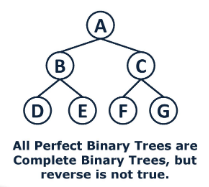 A
B C
D E F G
All Perfect Binary Trees are
Complete Binary Trees, but
reverse is not true.